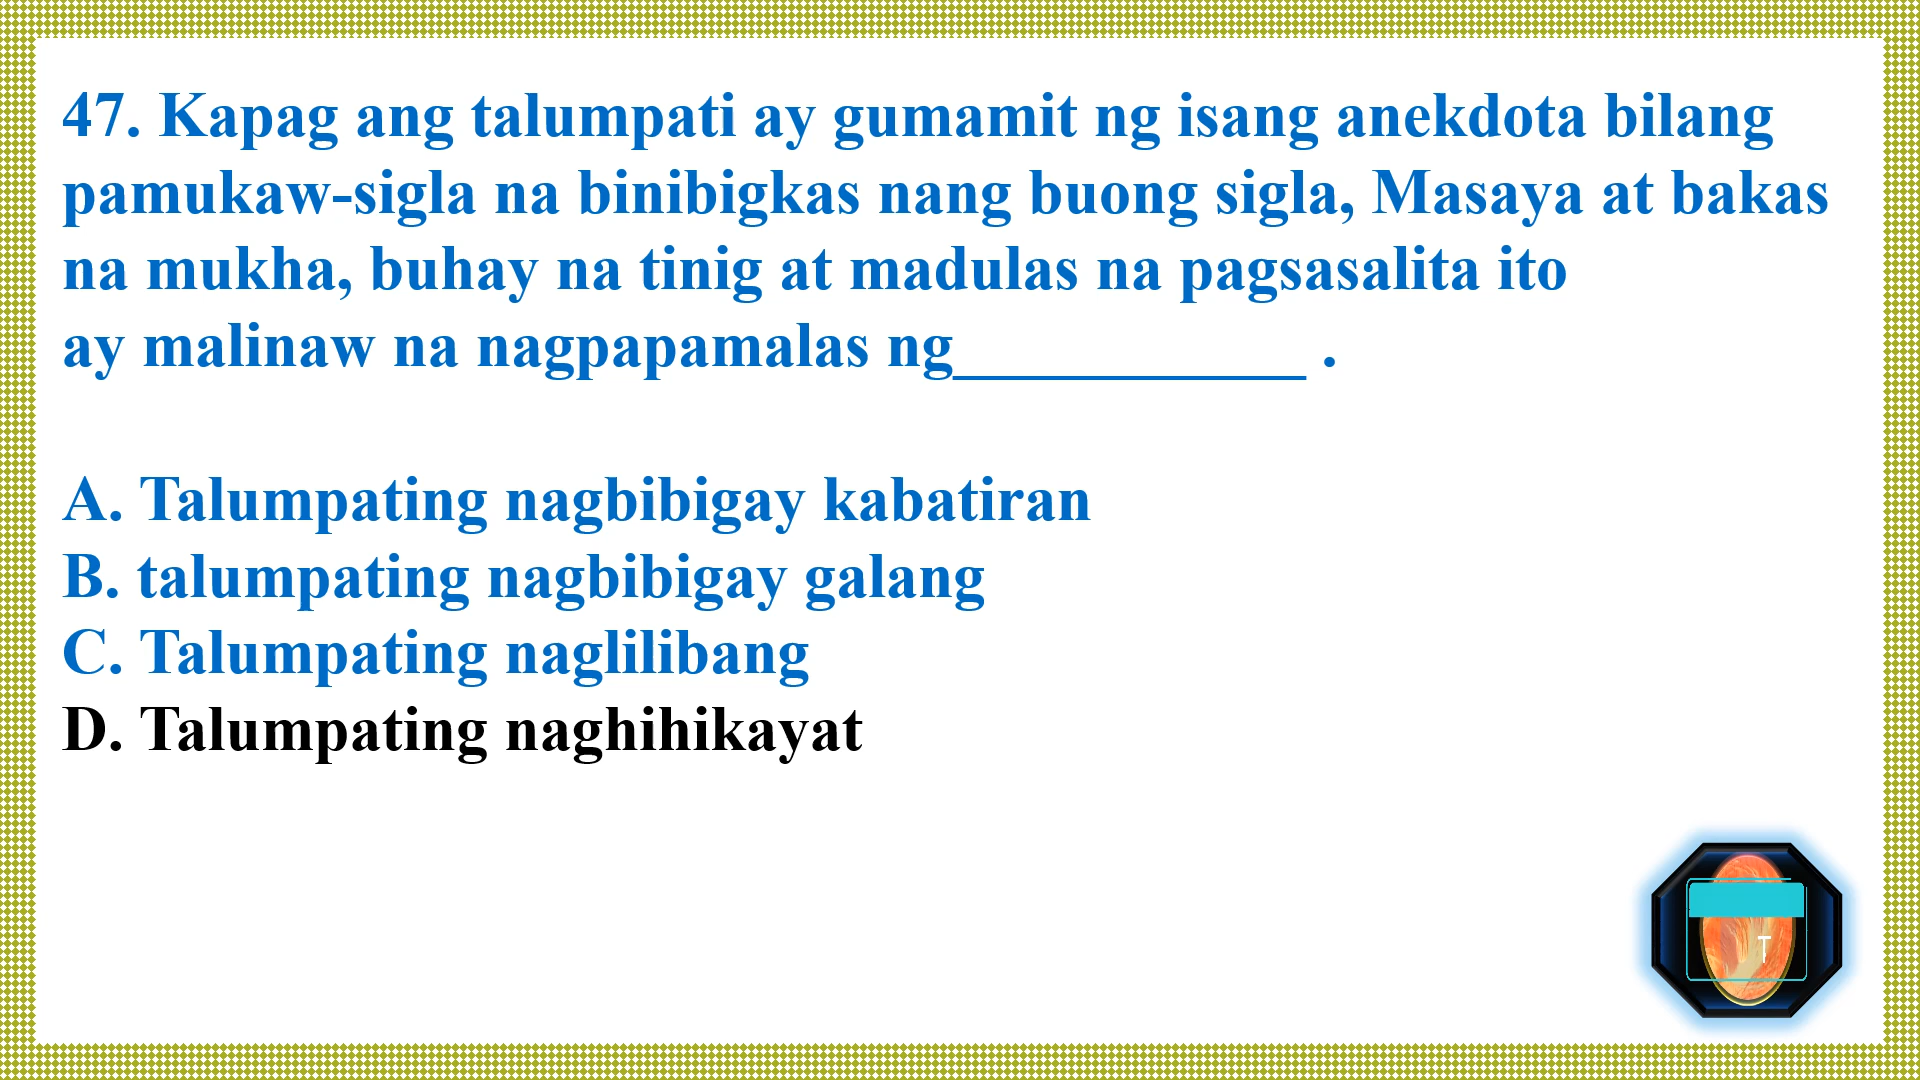 47. Kapag ang talumpati ay gumamit ng isang anekdota bilang
pamukaw-sigla na binibigkas nang buong sigla, Masaya at bakas
na mukha, buhay na tinig at madulas na pagsasalita ito
ay malinaw na nagpapamalas ng____________ .
A. Talumpating nagbibigay kabatiran
B. talumpating nagbibigay galang
C. Talumpating naglilibang
D. Talumpating naghihikayat
T